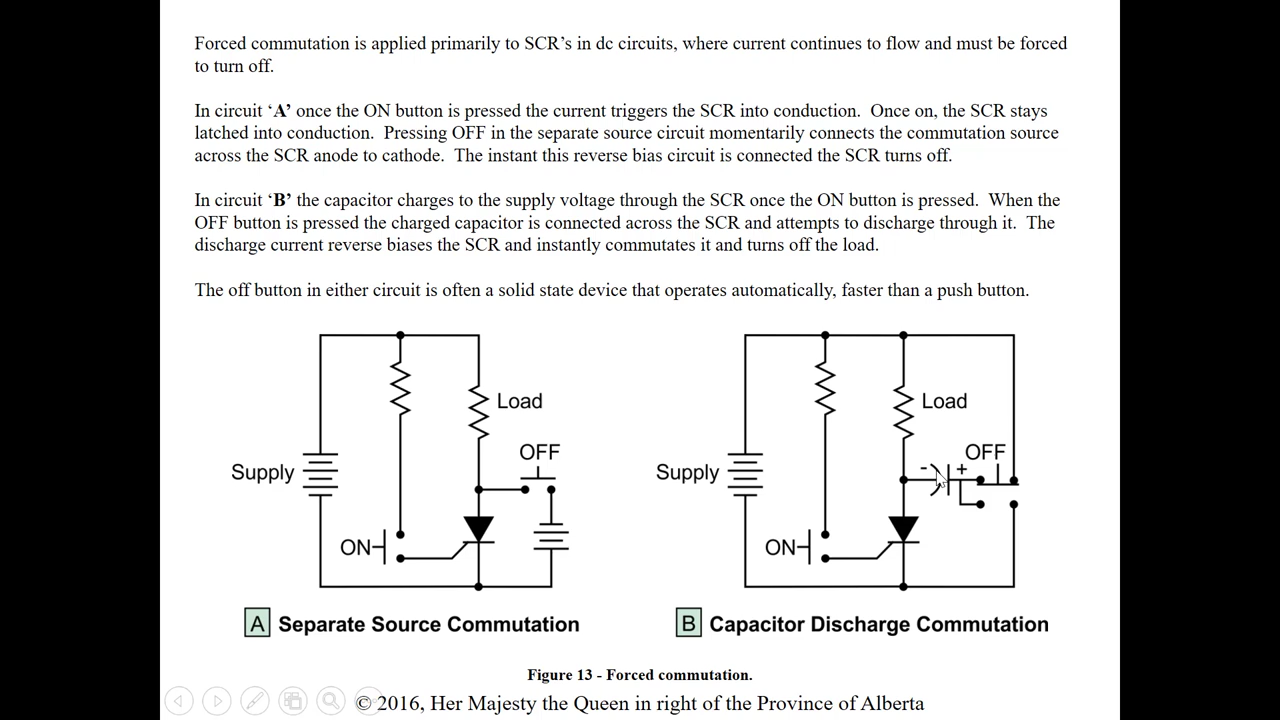 Forced commutation is applied primarily to SCR’s in dc circuits, where current continues to flow and must be forced
to turn off.
In circuit ‘A’ once the ON button is pressed the current triggers the SCR into conduction.  Once on, the SCR stays
latched into conduction.  Pressing OFF in the separate source circuit momentarily connects the commutation source
across the SCR anode to cathode.  The instant this reverse bias circuit is connected the SCR turns off.
In circuit ‘B’ the capacitor charges to the supply voltage through the SCR once the ON button is pressed.  When the
OFF button is pressed the charged capacitor is connected across the SCR and attempts to discharge through it.  The
discharge current reverse biases the SCR and instantly commutates it and turns off the load.
The off button in either circuit is often a solid state device that operates automatically, faster than a push button.
Load
OFF
Supply
ON
A Separate Source Commutation
Load
OFF
- +
Supply
ON
B Capacitor Discharge Commutation
Figure 13 - Forced commutation.
© 2016, Her Majesty the Queen in right of the Province of Alberta